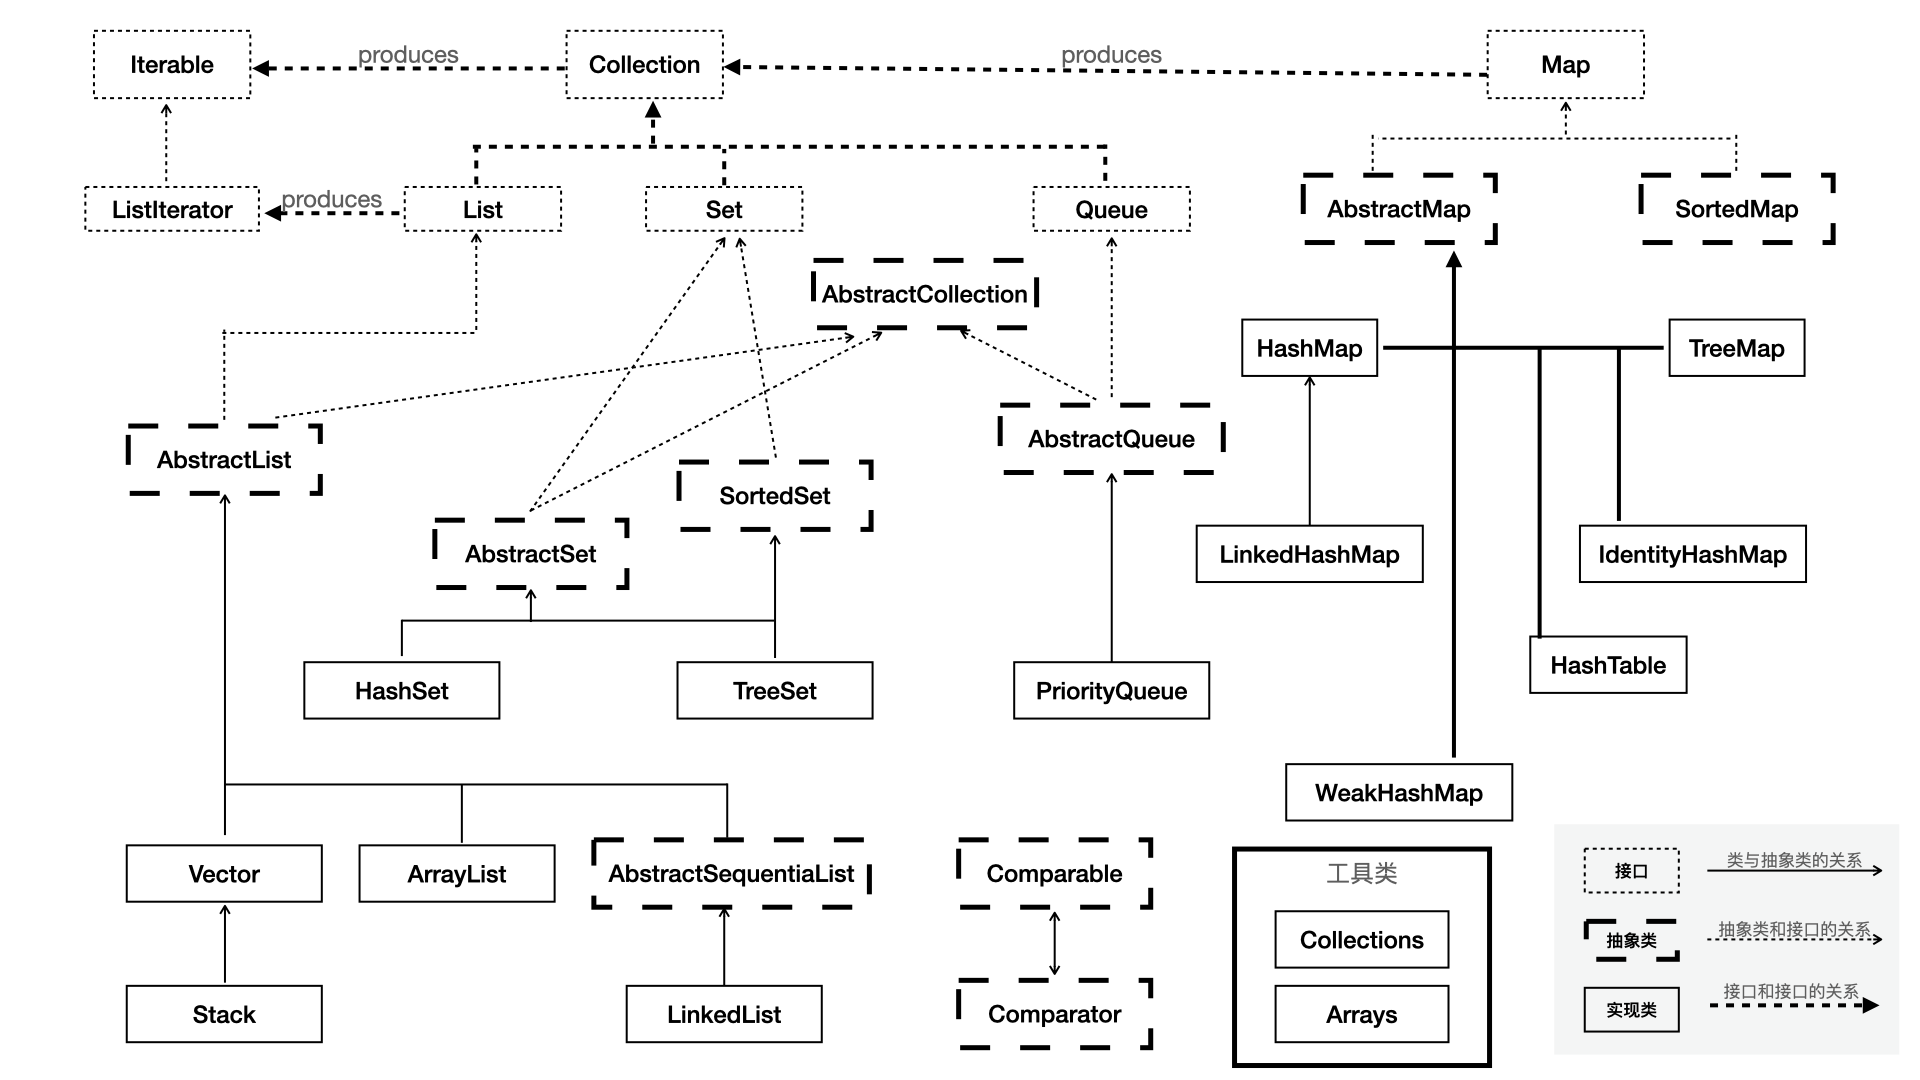 Iterable
produces
Collection
produces
Map
ListIterator
produces
List
Set
Queue
AbstractMap
SortedMap
AbstractCollection
HashMap
TreeMap
AbstractList
AbstractQueue
SortedSet
AbstractSet
LinkedHashMap
IdentityHashMap
HashTable
HashSet
TreeSet
PriorityQueue
WeakHashMap
Vector
ArrayList
AbstractSequentiaList
Comparable
Stack
LinkedList
Comparator
工具类
Collections
Arrays
接口
类与抽象类的关系
抽象类
抽象类和接口的关系
实现类
接口和接口的关系